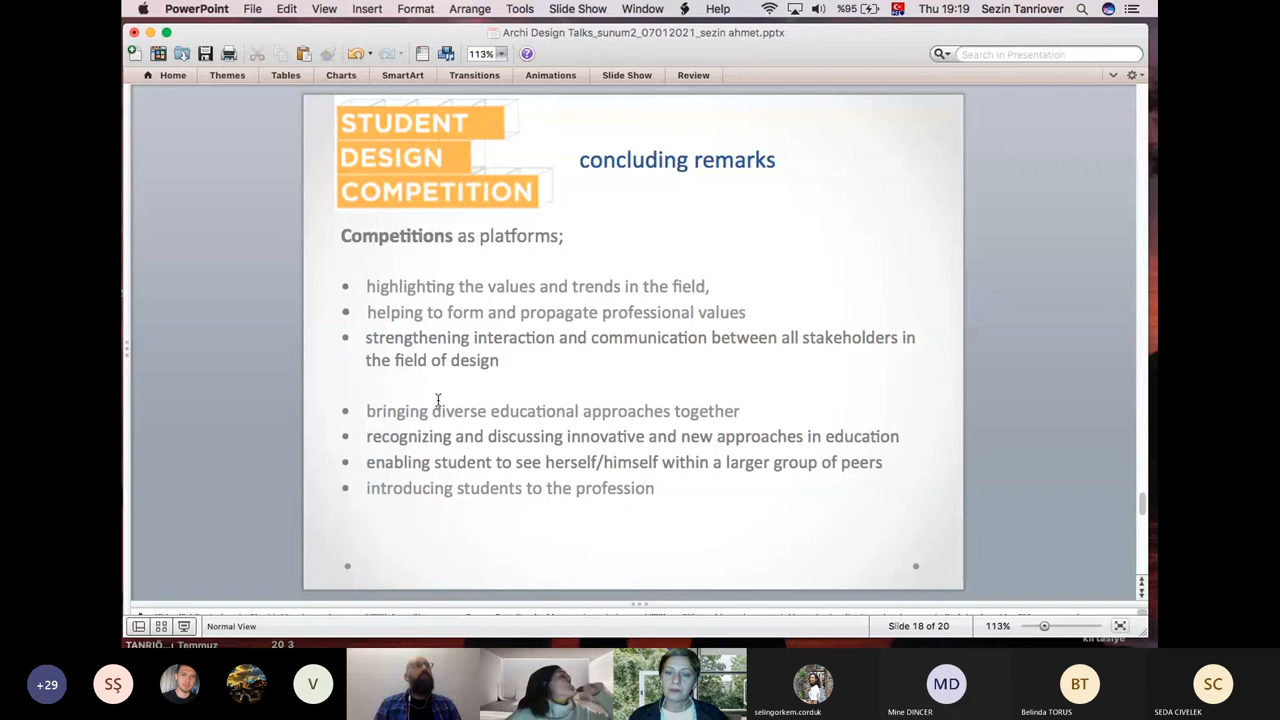 PowerPoint File Edit View Insert Format Arrange Tools Slide Show Window Help %95 Thu 19:19 Sezin Tanriover
Archi Design Talks_sunum2_07012021_sezin ahmet.pptx
113% Search in Presentation
Home Themes Tables Charts SmartArt Transitions Animations Slide Show Review
STUDENT
DESIGN
COMPETITION
concluding remarks
Competitions as platforms;
• highlighting the values and trends in the field,
• helping to form and propagate professional values
• strengthening interaction and communication between all stakeholders in
the field of design
• bringing diverse educational approaches together
• recognizing and discussing innovative and new approaches in education
• enabling student to see herself/himself within a larger group of peers
• introducing students to the profession
Normal View Slide 18 of 20 113%
Temmuz 20 3 kirtasiye
+29 SŞ V selingorkem.corduk MD Mine DINCER BT Belinda TORUS SC SEDA CIVELEK